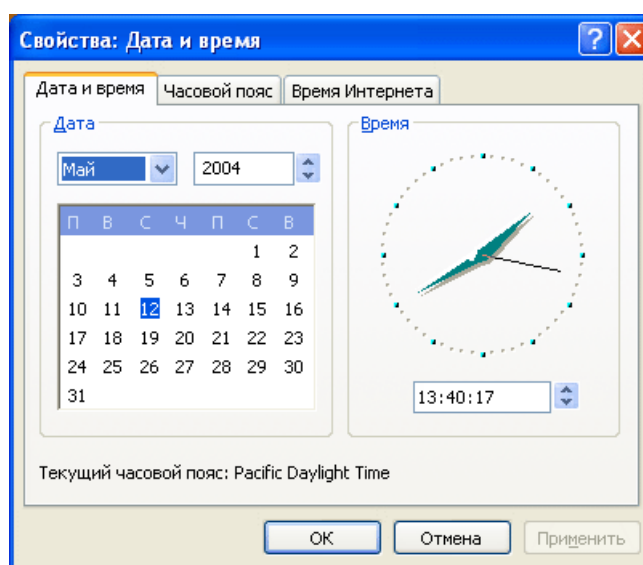 Свойства: Дата и время
Дата и время Часовой пояс Время Интернета
Дата
Время
Май 2004
П В С Ч П С В
1 2
3 4 5 6 7 8 9
10 11 12 13 14 15 16
17 18 19 20 21 22 23
24 25 26 27 28 29 30
31
13:40:17
Текущий часовой пояс: Pacific Daylight Time
ОК Отмена Применить